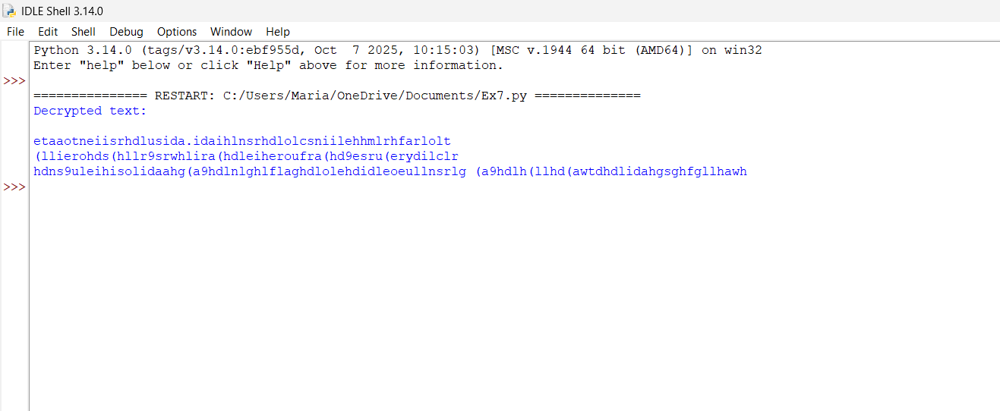 IDLE Shell 3.14.0
File Edit Shell Debug Options Window Help
Python 3.14.0 (tags/v3.14.0:ebf955d, Oct  7 2025, 10:15:03) [MSC v.1944 64 bit (AMD64)] on win32
Enter "help" below or click "Help" above for more information.
>>>
=============== RESTART: C:/Users/Maria/OneDrive/Documents/Ex7.py ==============
Decrypted text:
etaaotneiisrhdlusida.idaihlnsrhdlolcsniilehhmlrhfarlolt
(llierohds(hllr9srwhlira(hdleiheroufra(hd9esru(erydilclr
hdns9uleihisolidaahg(a9hdlnlghlflaghdlolehdidleoeullnsrlg (a9hdlh(llhd(awtdhdlidahgsghfgllhawh
>>>